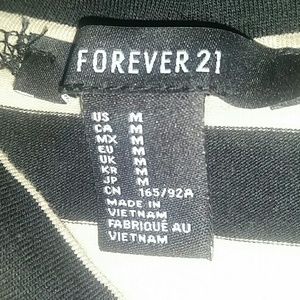 FOREVER 21
US M
CA M
MX M
EU M
UK M
KR M
JP M
CN 165/92A
MADE IN
VIETNAM
FABRIQUÉ AU
VIETNAM